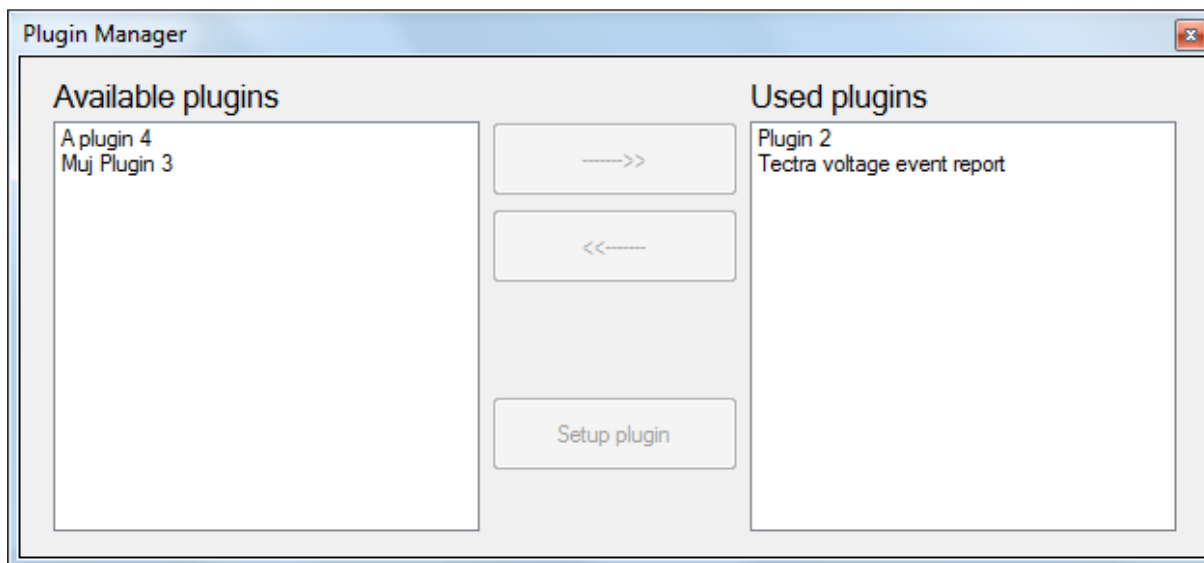 Plugin Manager
Available plugins
A plugin 4
Muj Plugin 3
------->>
<<-------
Setup plugin
Used plugins
Plugin 2
Tectra voltage event report